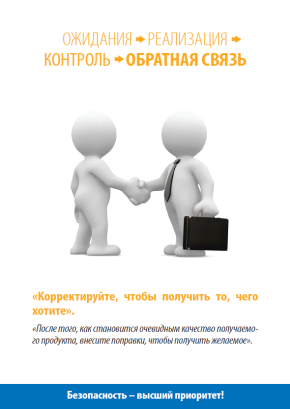 ОЖИДАНИЯ ➨ РЕАЛИЗАЦИЯ ➨
КОНТРОЛЬ ➨ ОБРАТНАЯ СВЯЗЬ
«Корректируйте, чтобы получить то, чего
хотите».
«После того, как становится очевидным качество получаемо-
го продукта, внесите поправки, чтобы получить желаемое».
Безопасность – высший приоритет!